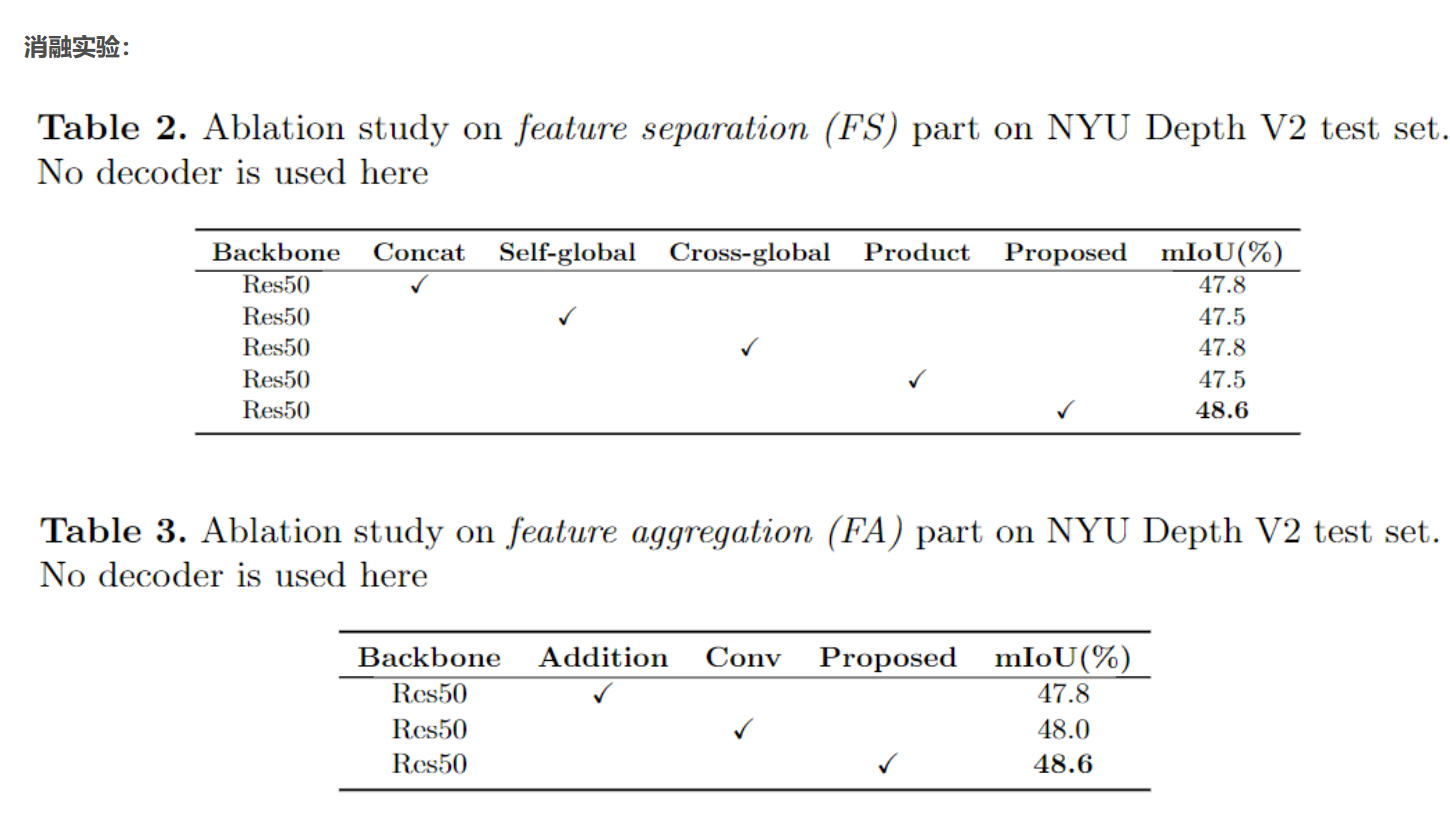 消融实验：
Table 2. Ablation study on feature separation (FS) part on NYU Depth V2 test set.
No decoder is used here
Backbone Concat Self-global Cross-global Product Proposed mIoU(%)
Res50 ✓ 47.8
Res50 ✓ 47.5
Res50 ✓ 47.8
Res50 ✓ 47.5
Res50 ✓ 48.6
Table 3. Ablation study on feature aggregation (FA) part on NYU Depth V2 test set.
No decoder is used here
Backbone Addition Conv Proposed mIoU(%)
Res50 ✓ 47.8
Res50 ✓ 48.0
Res50 ✓ 48.6